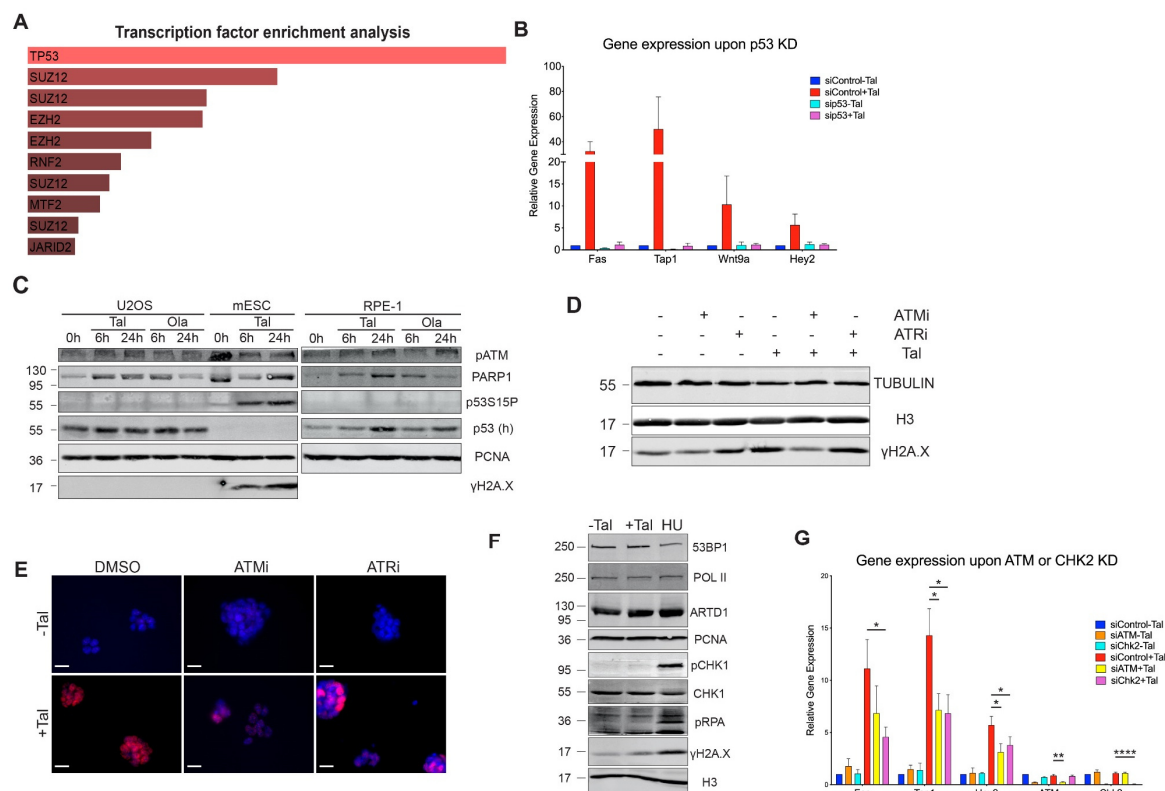 A
Transcription factor enrichment analysis
TP53
SUZ12
SUZ12
EZH2
EZH2
RNF2
SUZ12
MTF2
SUZ12
JARID2
B
Gene expression upon p53 KD
Relative Gene Expression
100
80
60
40
20
20
15
10
5
0
Fas Tap1 Wnt9a Hey2
siControl-Tal
siControl+Tal
sip53-Tal
sip53+Tal
C
U2OS mESC RPE-1
Tal Ola Tal Tal Ola
0h 6h 24h 6h 24h 0h 6h 24h 0h 6h 24h 6h 24h
pATM
130
95
PARP1
55
p53S15P
55
p53 (h)
36
PCNA
17
γH2A.X
D
- + - - + - ATMi
- - + - - + ATRi
- - - + + + Tal
55 TUBULIN
17 H3
17 γH2A.X
E
DMSO ATMi ATRi
-Tal
+Tal
F
-Tal +Tal HU
250 53BP1
250 POL II
130
95
ARTD1
36 PCNA
95 pCHK1
55 CHK1
36 pRPA
17 γH2A.X
17 H3
G
Gene expression upon ATM or CHK2 KD
Relative Gene Expression
20
15
10
5
0
* * * * * ** ****
siControl-Tal
siATM-Tal
siChk2-Tal
siControl+Tal
siATM+Tal
siChk2+Tal